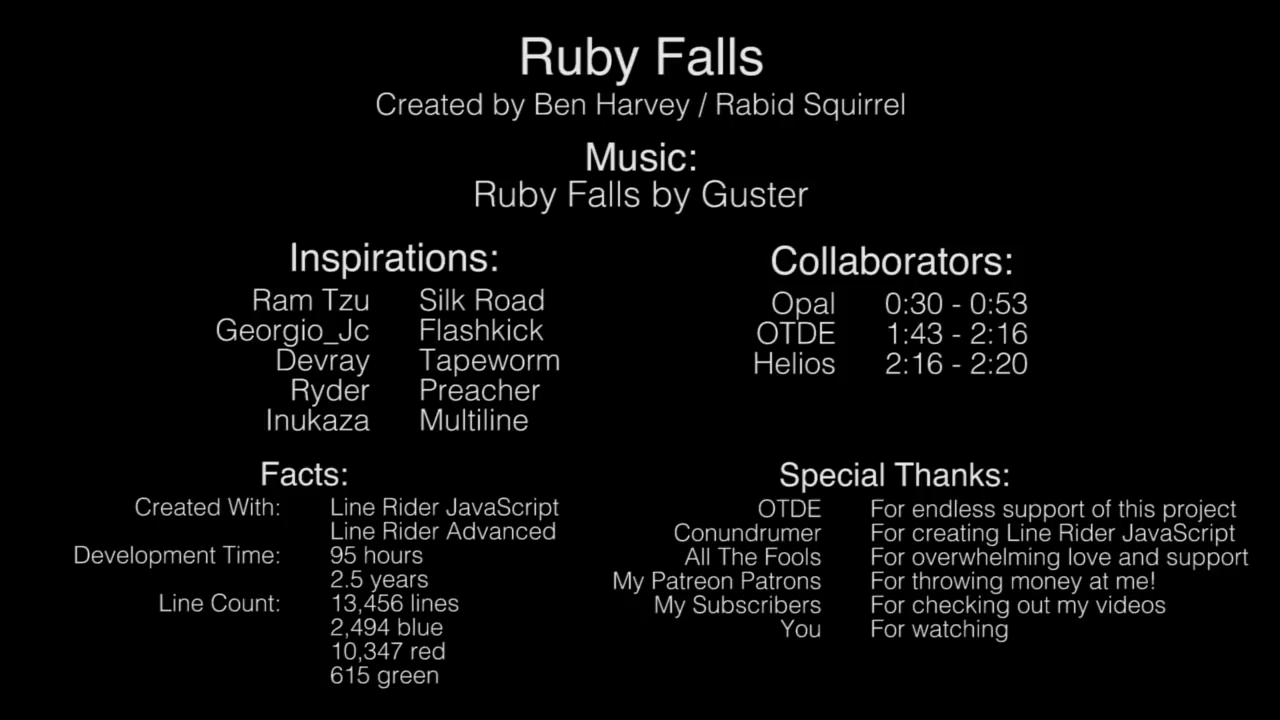 Ruby Falls
Created by Ben Harvey / Rabid Squirrel
Music:
Ruby Falls by Guster
Inspirations:
Ram Tzu Silk Road
Georgio_Jc Flashkick
Devray Tapeworm
Ryder Preacher
Inukaza Multiline
Collaborators:
Opal 0:30 - 0:53
OTDE 1:43 - 2:16
Helios 2:16 - 2:20
Facts:
Created With: Line Rider JavaScript
Line Rider Advanced
Development Time: 95 hours
2.5 years
Line Count: 13,456 lines
2,494 blue
10,347 red
615 green
Special Thanks:
OTDE For endless support of this project
Conundrumer For creating Line Rider JavaScript
All The Fools For overwhelming love and support
My Patreon Patrons For throwing money at me!
My Subscribers For checking out my videos
You For watching